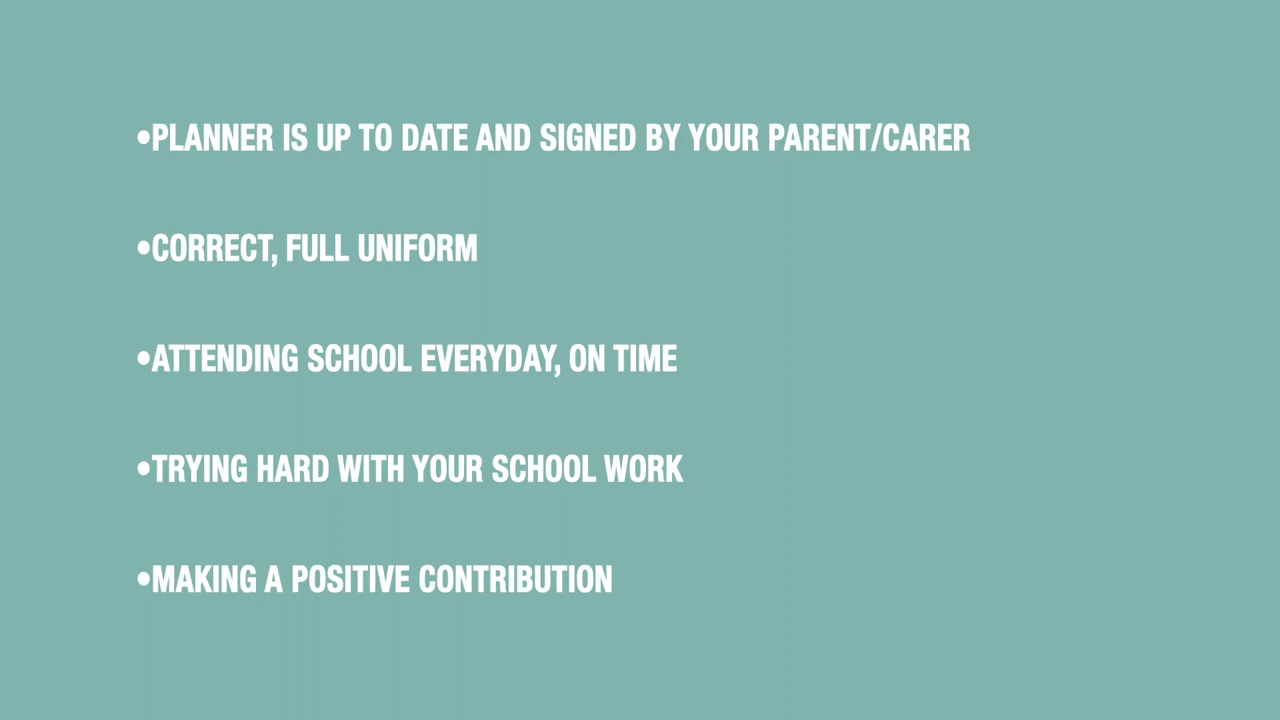 •PLANNER IS UP TO DATE AND SIGNED BY YOUR PARENT/CARER
•CORRECT, FULL UNIFORM
•ATTENDING SCHOOL EVERYDAY, ON TIME
•TRYING HARD WITH YOUR SCHOOL WORK
•MAKING A POSITIVE CONTRIBUTION